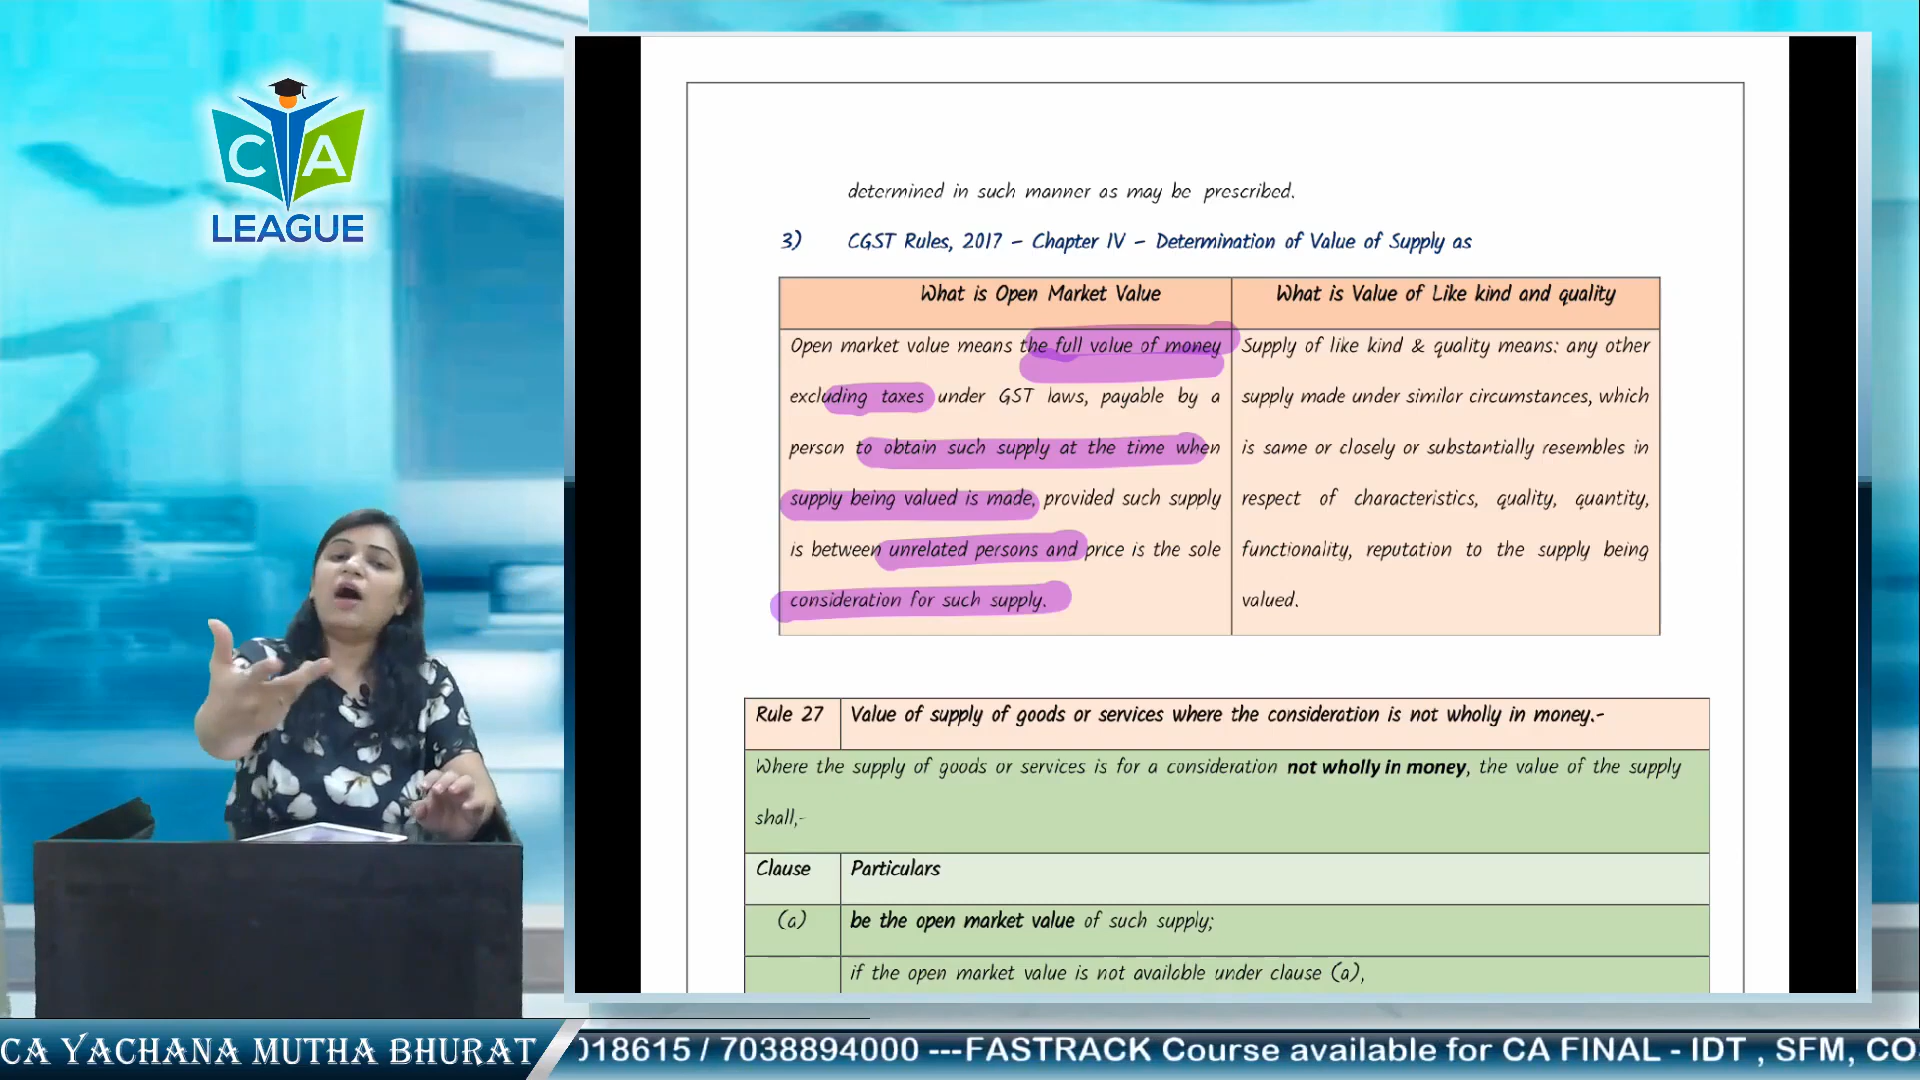 C A
LEAGUE
determined in such manner as may be prescribed.
3) CGST Rules, 2017 – Chapter IV – Determination of Value of Supply as
What is Open Market Value
Open market value means the full value of money
excluding taxes under GST laws, payable by a
person to obtain such supply at the time when
supply being valued is made, provided such supply
is between unrelated persons and price is the sole
consideration for such supply.
What is Value of Like kind and quality
Supply of like kind & quality means: any other
supply made under similar circumstances, which
is same or closely or substantially resembles in
respect of characteristics, quality, quantity,
functionality, reputation to the supply being
valued.
Rule 27 Value of supply of goods or services where the consideration is not wholly in money.-
Where the supply of goods or services is for a consideration not wholly in money, the value of the supply
shall,-
Clause Particulars
(a) be the open market value of such supply;
if the open market value is not available under clause (a),
CA YACHANA MUTHA BHURAT
018615 / 7038894000 ---FASTRACK Course available for CA FINAL - IDT , SFM, CO